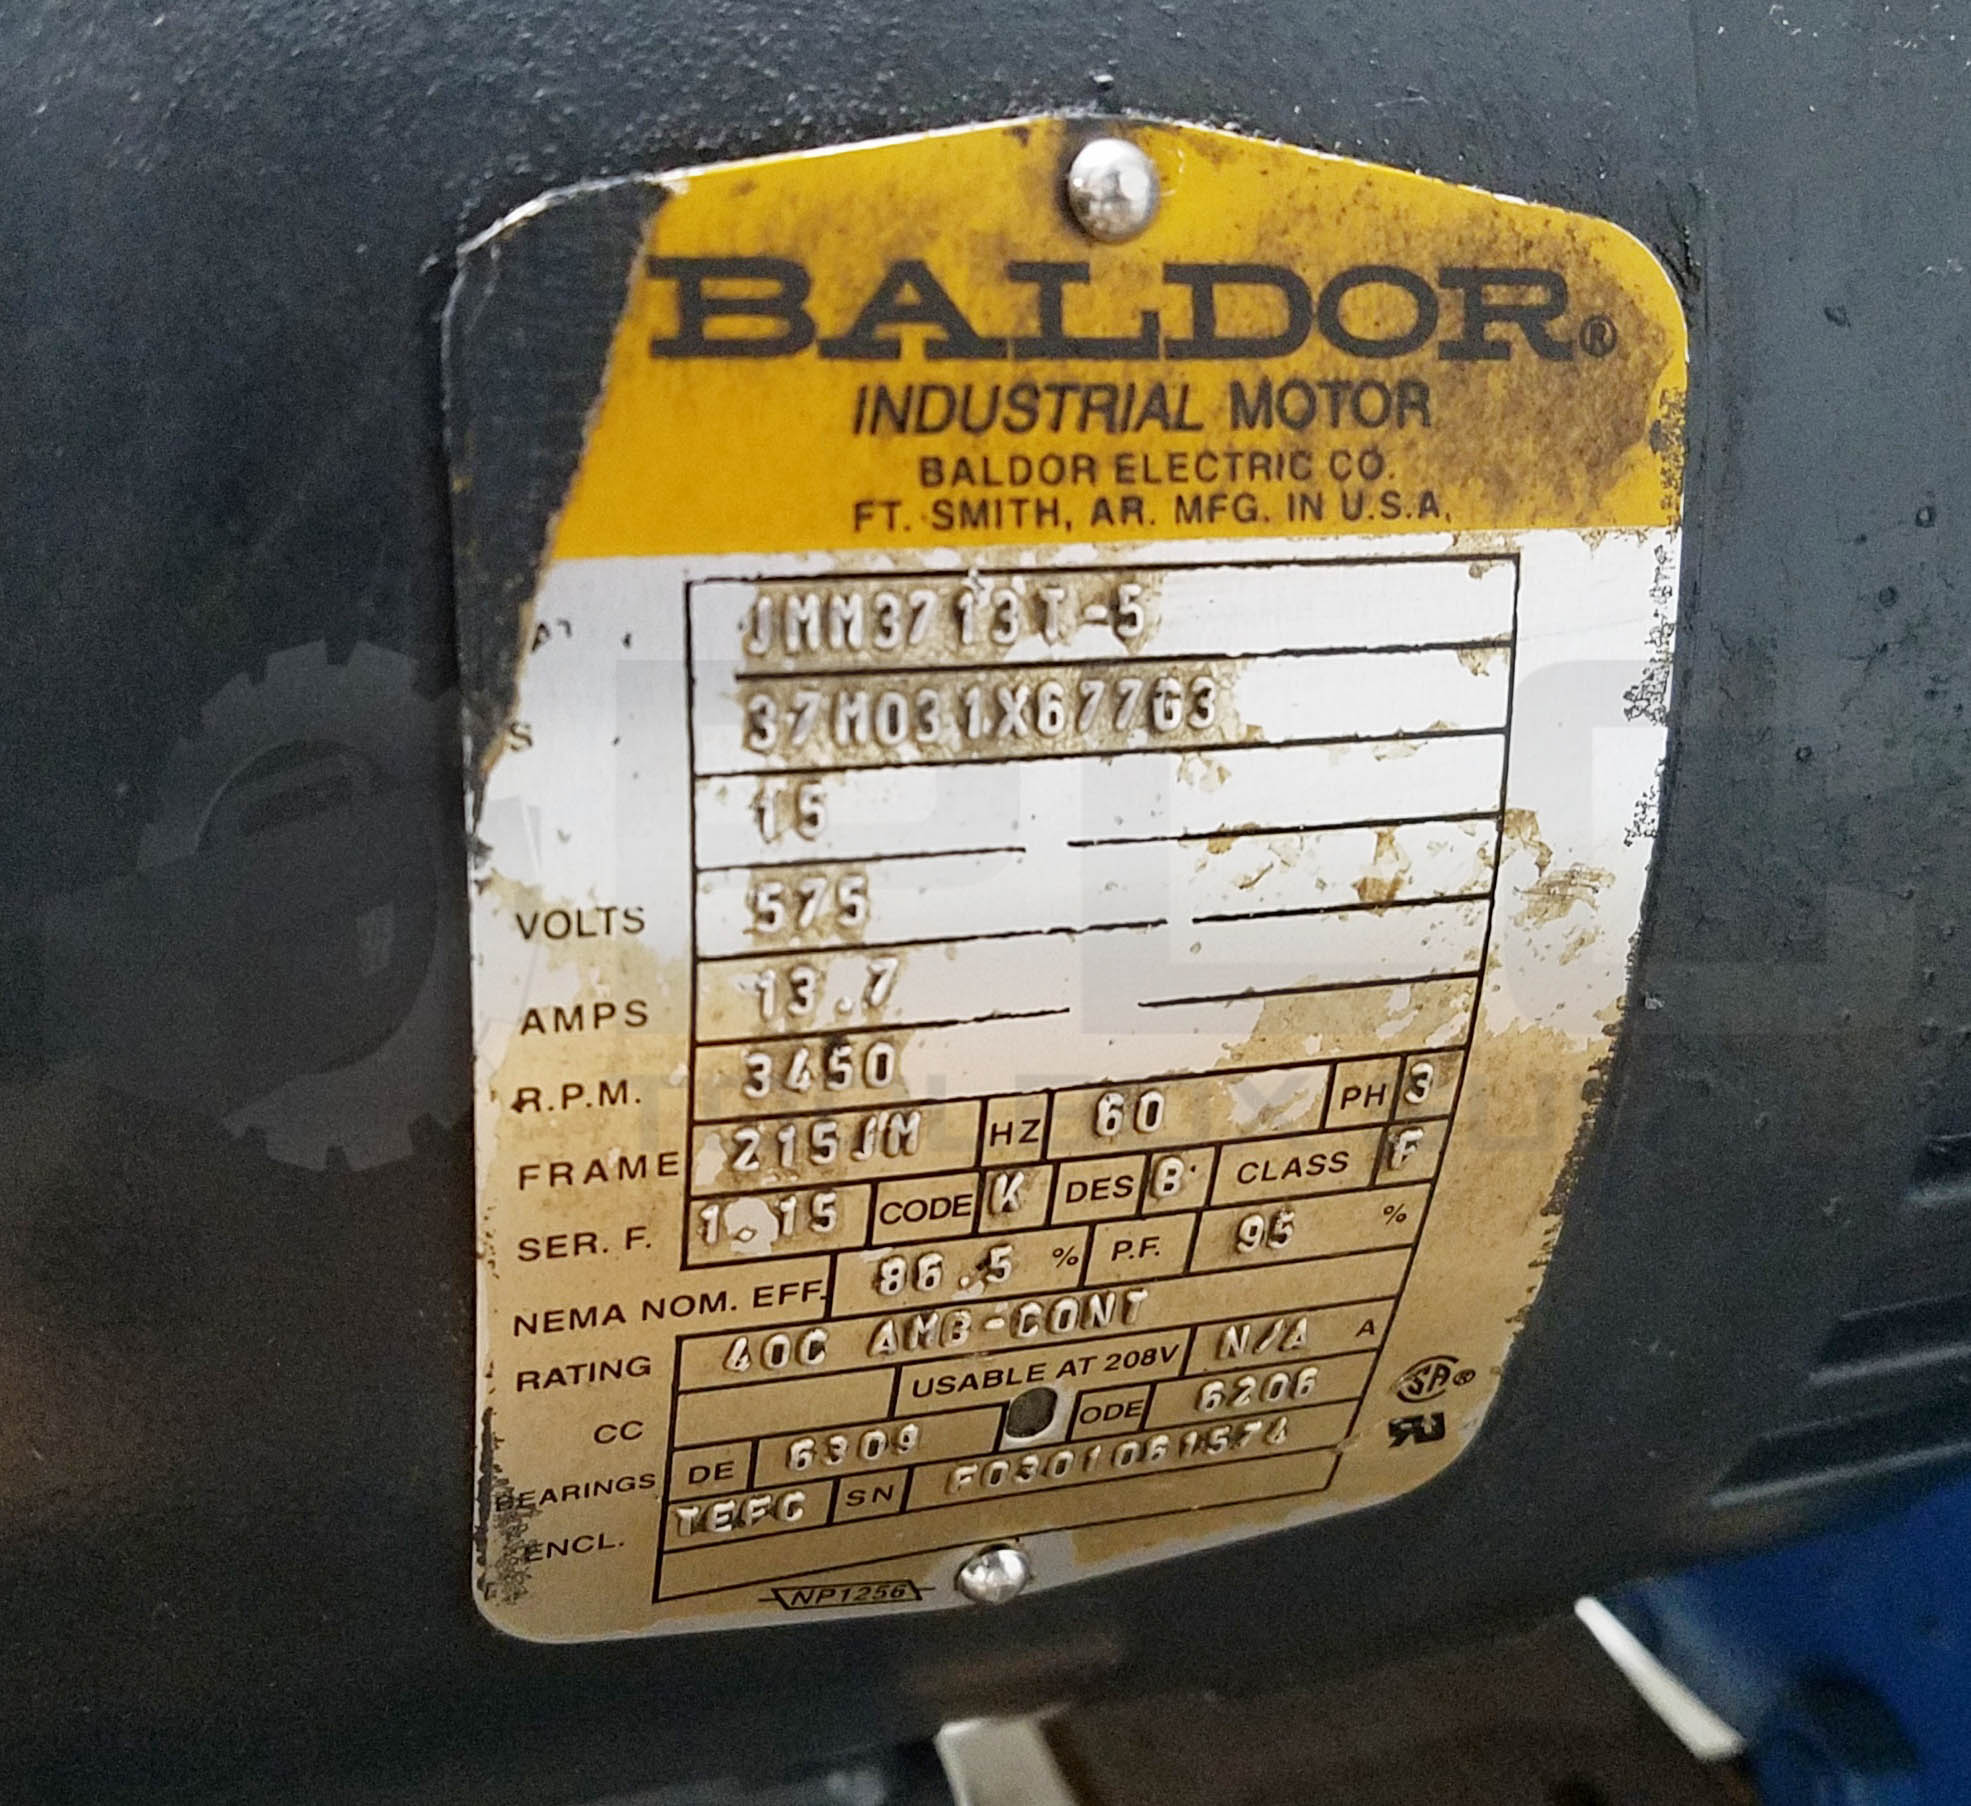 BALDOR®
INDUSTRIAL MOTOR
BALDOR ELECTRIC CO.
FT. SMITH, AR. MFG. IN U.S.A.
JMM3713T-5
S 37M031X677G3
15
VOLTS 575
AMPS 13.7
R.P.M. 3450
FRAME 215JM HZ 60 PH 3
SER. F. 1.15 CODE K DES B CLASS F
NEMA NOM. EFF. 86.5 % P.F. 95 %
RATING 40C AMB-CONT
CC USABLE AT 208V N/A A
BEARINGS DE 6309 ODE 6206
ENCL. TEFC SN F0301061574
SA®
NP1256